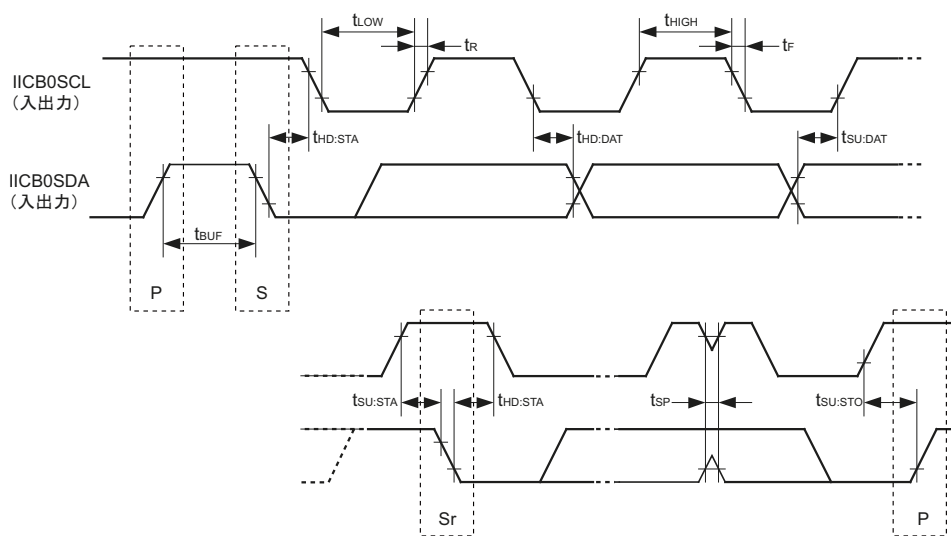 tLOW
tHIGH
tR
tF
IICB0SCL
（入出力）
tHD:STA
tHD:DAT
tSU:DAT
IICB0SDA
（入出力）
tBUF
P
S
tSU:STA
tHD:STA
tSP
tSU:STO
Sr
P